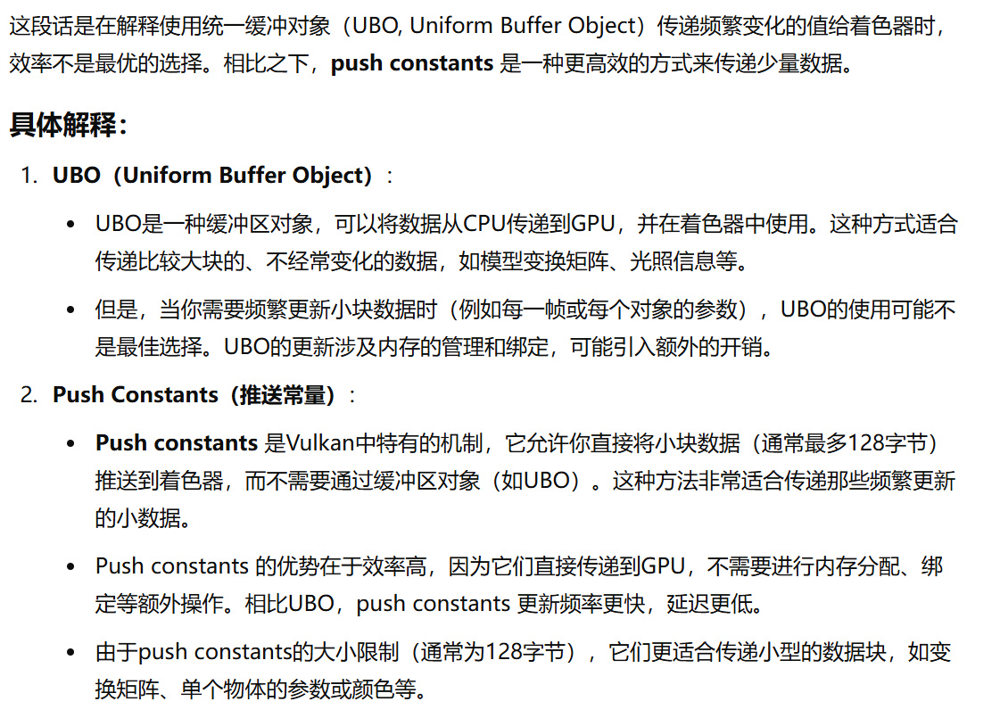 这段话是在解释使用统一缓冲对象（UBO, Uniform Buffer Object）传递频繁变化的值给着色器时，
效率不是最优的选择。相比之下，push constants 是一种更高效的方式来传递少量数据。
具体解释：
1. UBO（Uniform Buffer Object）：
• UBO是一种缓冲区对象，可以将数据从CPU传递到GPU，并在着色器中使用。这种方式适合
传递比较大块的、不经常变化的数据，如模型变换矩阵、光照信息等。
• 但是，当你需要频繁更新小块数据时（例如每一帧或每个对象的参数），UBO的使用可能不
是最佳选择。UBO的更新涉及内存的管理和绑定，可能引入额外的开销。
2. Push Constants（推送常量）：
• Push constants 是Vulkan中特有的机制，它允许你直接将小块数据（通常最多128字节）
推送到着色器，而不需要通过缓冲区对象（如UBO）。这种方法非常适合传递那些频繁更新
的小数据。
• Push constants 的优势在于效率高，因为它们直接传递到GPU，不需要进行内存分配、绑
定等额外操作。相比UBO，push constants 更新频率更快，延迟更低。
• 由于push constants的大小限制（通常为128字节），它们更适合传递小型的数据块，如变
换矩阵、单个物体的参数或颜色等。